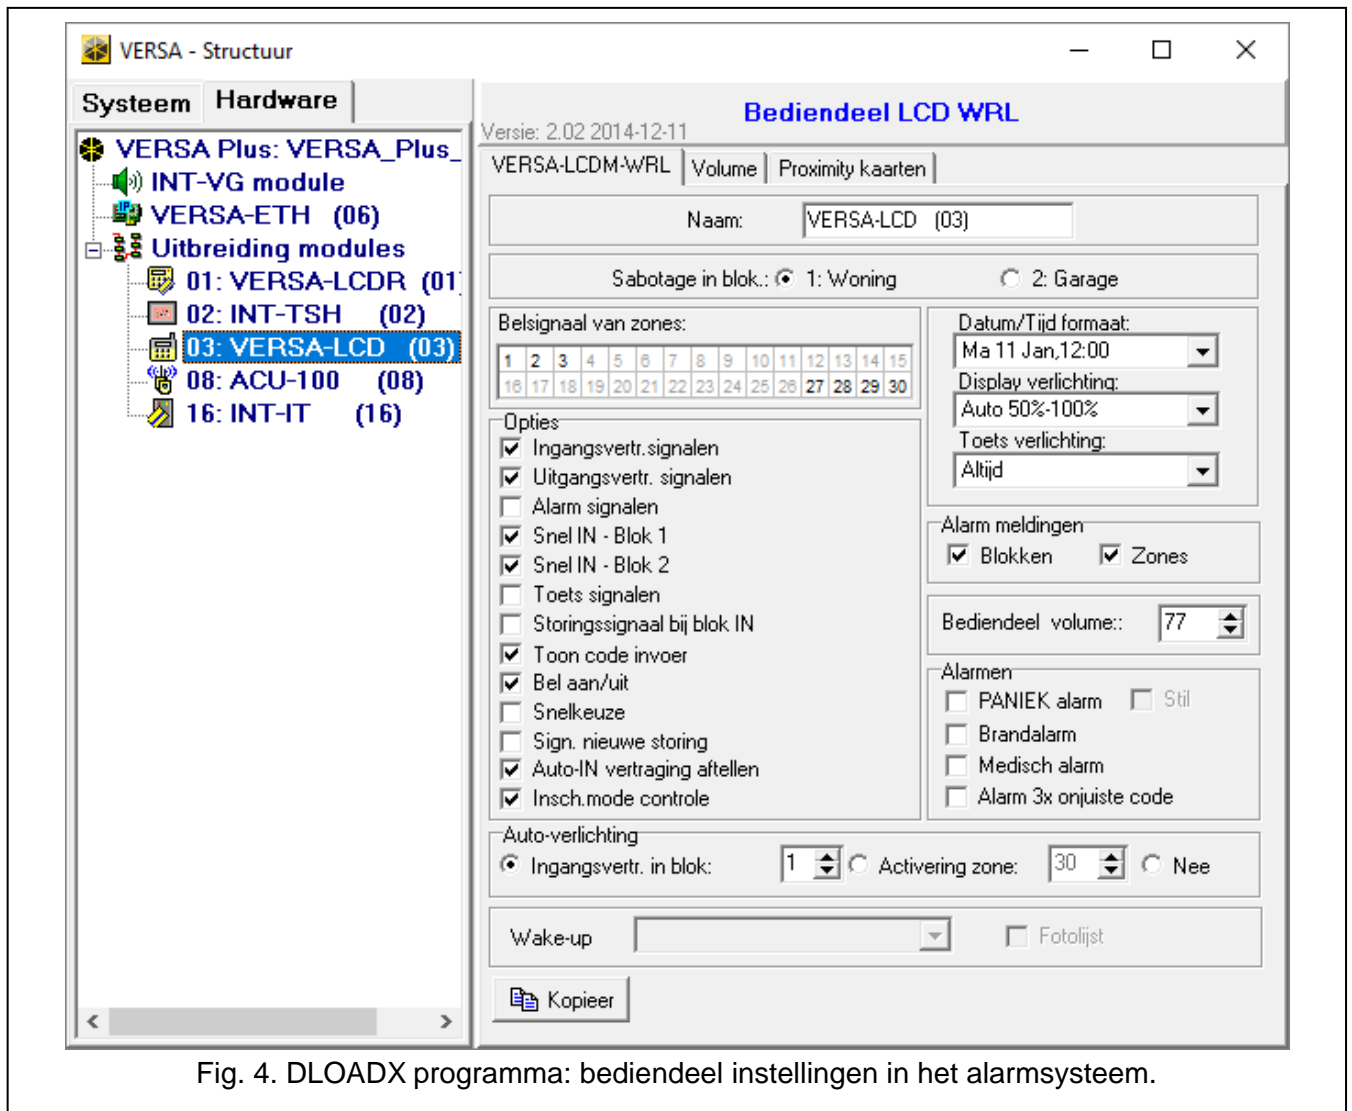 VERSA - Structuur
Systeem Hardware
VERSA Plus: VERSA_Plus_
INT-VG module
VERSA-ETH (06)
Uitbreiding modules
01: VERSA-LCDR (01
02: INT-TSH (02)
03: VERSA-LCD (03)
08: ACU-100 (08)
16: INT-IT (16)
Bediendeel LCD WRL
Versie: 2.02 2014-12-11
VERSA-LCDM-WRL Volume Proximity kaarten
Naam: VERSA-LCD (03)
Sabotage in blok.: 1: Woning 2: Garage
Belsignaal van zones:
1 2 3 4 5 6 7 8 9 10 11 12 13 14 15
16 17 18 19 20 21 22 23 24 25 26 27 28 29 30
Opties
Ingangsvertr.signalen
Uitgangsvertr. signalen
Alarm signalen
Snel IN - Blok 1
Snel IN - Blok 2
Toets signalen
Storingssignaal bij blok IN
Toon code invoer
Bel aan/uit
Snelkeuze
Sign. nieuwe storing
Auto-IN vertraging aftellen
Insch.mode controle
Datum/Tijd formaat:
Ma 11 Jan,12:00
Display verlichting:
Auto 50%-100%
Toets verlichting:
Altijd
Alarm meldingen
Blokken Zones
Bediendeel volume:: 77
Alarmen
PANIEK alarm Stil
Brandalarm
Medisch alarm
Alarm 3x onjuiste code
Auto-verlichting
Ingangsvertr. in blok: 1 Activering zone: 30 Nee
Wake-up Fotolijst
Kopieer
Fig. 4. DLOADX programma: bediendeel instellingen in het alarmsysteem.